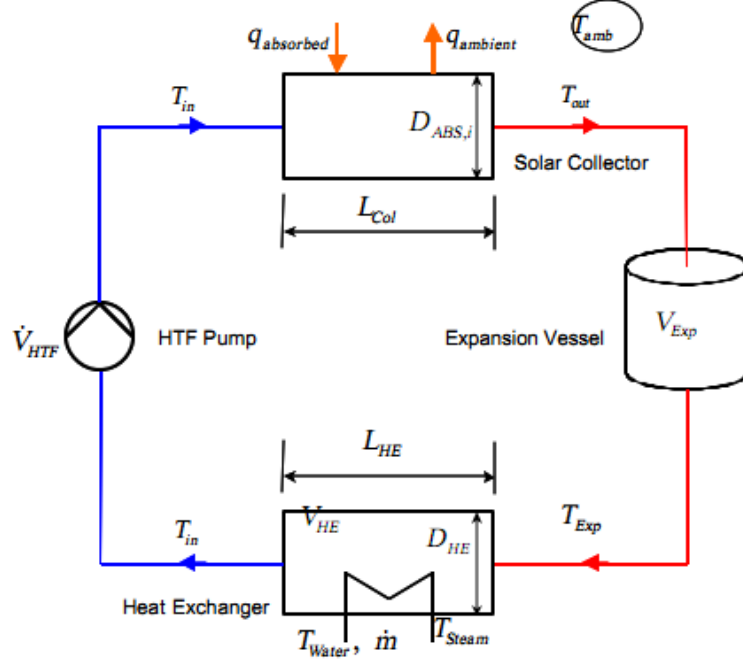 q_absorbed q_ambient T_amb
T_in T_out
D_ABS,i
Solar Collector
L_Col
V̇_HTF HTF Pump Expansion Vessel V_Exp
L_HE
V_HE
T_in D_HE T_Exp
Heat Exchanger
T_Water , ṁ T_Steam